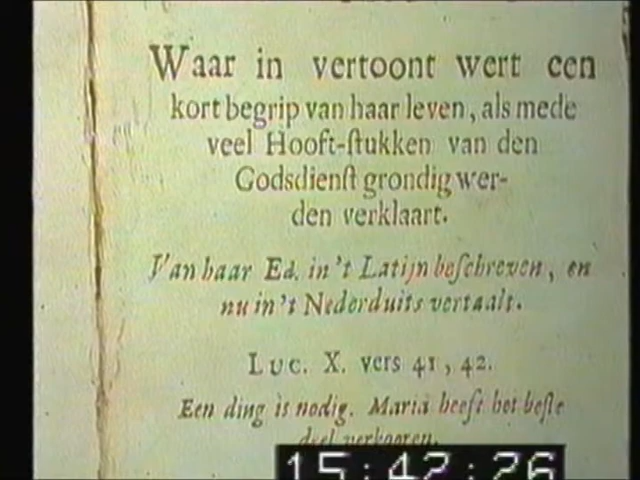 Waar in vertoont wert een
kort begrip van haar leven, als mede
veel Hooft-ſtukken van den
Godsdienſt grondig wer-
den verklaart.
Van haar Ed. in't Latijn beſchreven, en
nu in't Nederduits vertaalt.
Luc. X. vers 41, 42.
Een ding is nodig. Maria heeft het beſte
deel verkooren.
15:42:26